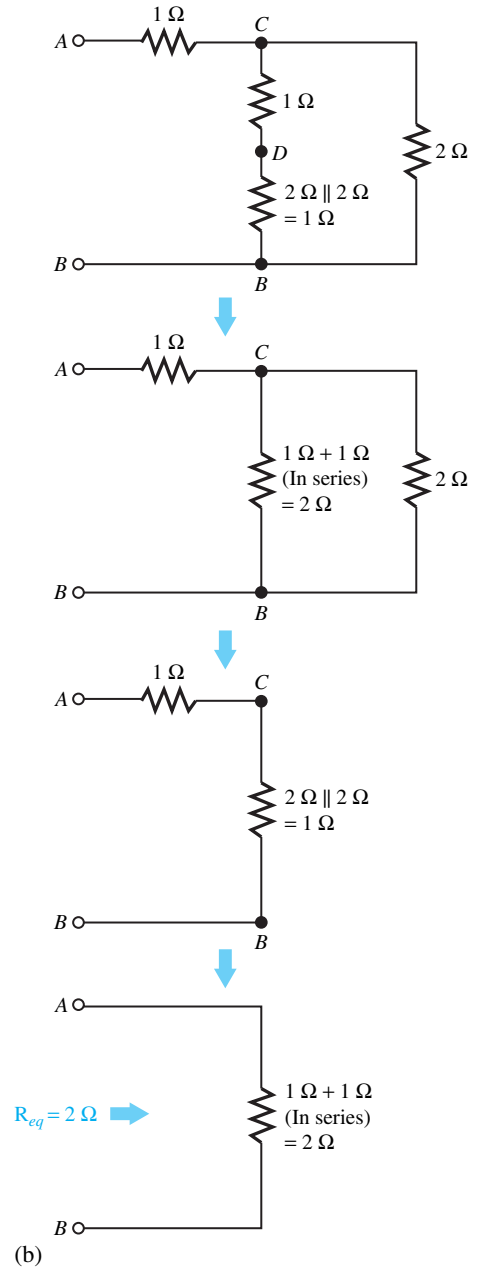 1 Ω
A
C
1 Ω
D
2 Ω
2 Ω || 2 Ω
= 1 Ω
B
B
1 Ω
A
C
1 Ω + 1 Ω
(In series)
= 2 Ω
2 Ω
B
B
1 Ω
A
C
2 Ω || 2 Ω
= 1 Ω
B
B
A
1 Ω + 1 Ω
(In series)
= 2 Ω
R_eq = 2 Ω
B
(b)